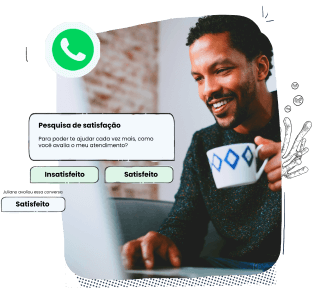 Pesquisa de satisfação
Para poder te ajudar cada vez mais, como
você avalia o meu atendimento?
Insatisfeito
Satisfeito
Juliana avaliou essa conversa
Satisfeito